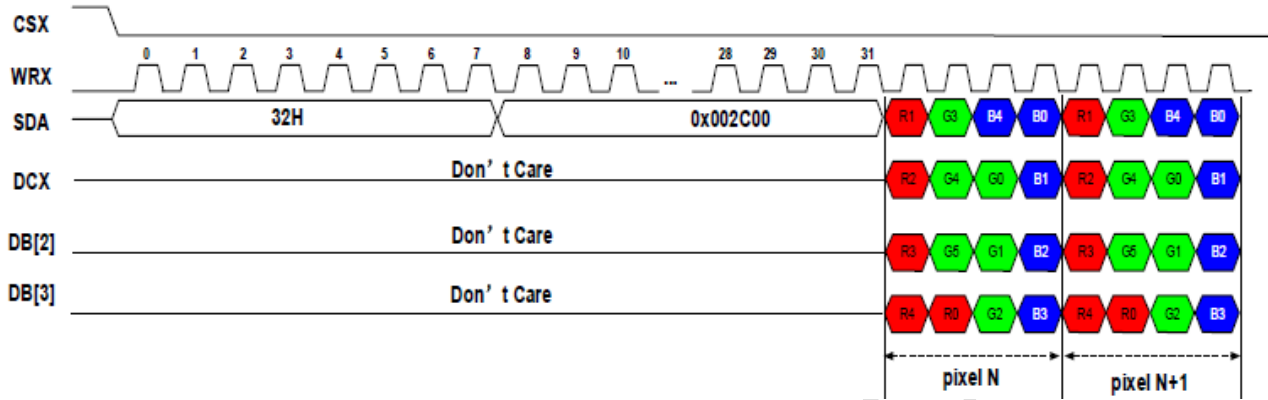 CSX
0 1 2 3 4 5 6 7 8 9 10 28 29 30 31
WRX ...
SDA 32H 0x002C00 R1 G3 B4 B0 R1 G3 B4 B0
DCX Don't Care R2 G4 G0 B1 R2 G4 G0 B1
DB[2] Don't Care R3 G5 G1 B2 R3 G5 G1 B2
DB[3] Don't Care R4 R0 G2 B3 R4 R0 G2 B3
pixel N pixel N+1